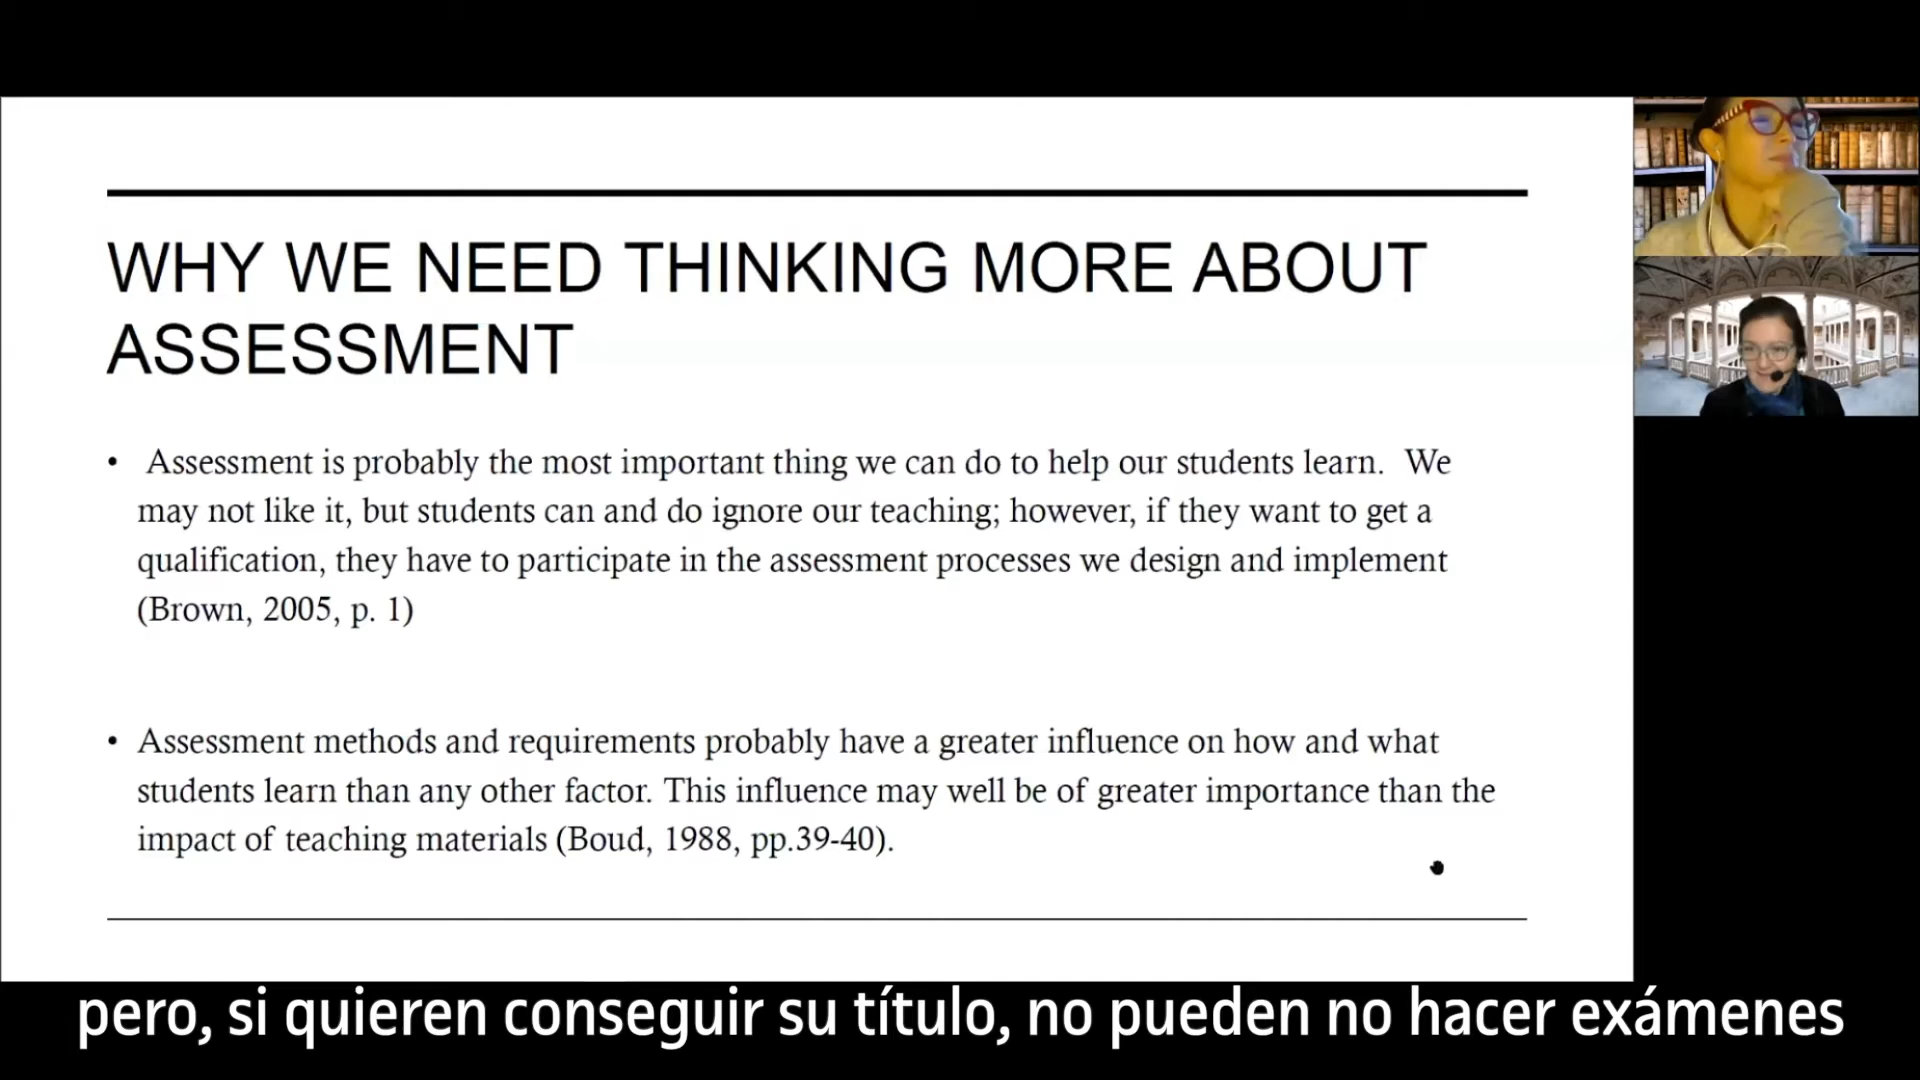 WHY WE NEED THINKING MORE ABOUT
ASSESSMENT
• Assessment is probably the most important thing we can do to help our students learn. We
may not like it, but students can and do ignore our teaching; however, if they want to get a
qualification, they have to participate in the assessment processes we design and implement
(Brown, 2005, p. 1)
• Assessment methods and requirements probably have a greater influence on how and what
students learn than any other factor. This influence may well be of greater importance than the
impact of teaching materials (Boud, 1988, pp.39-40).
pero, si quieren conseguir su título, no pueden no hacer exámenes